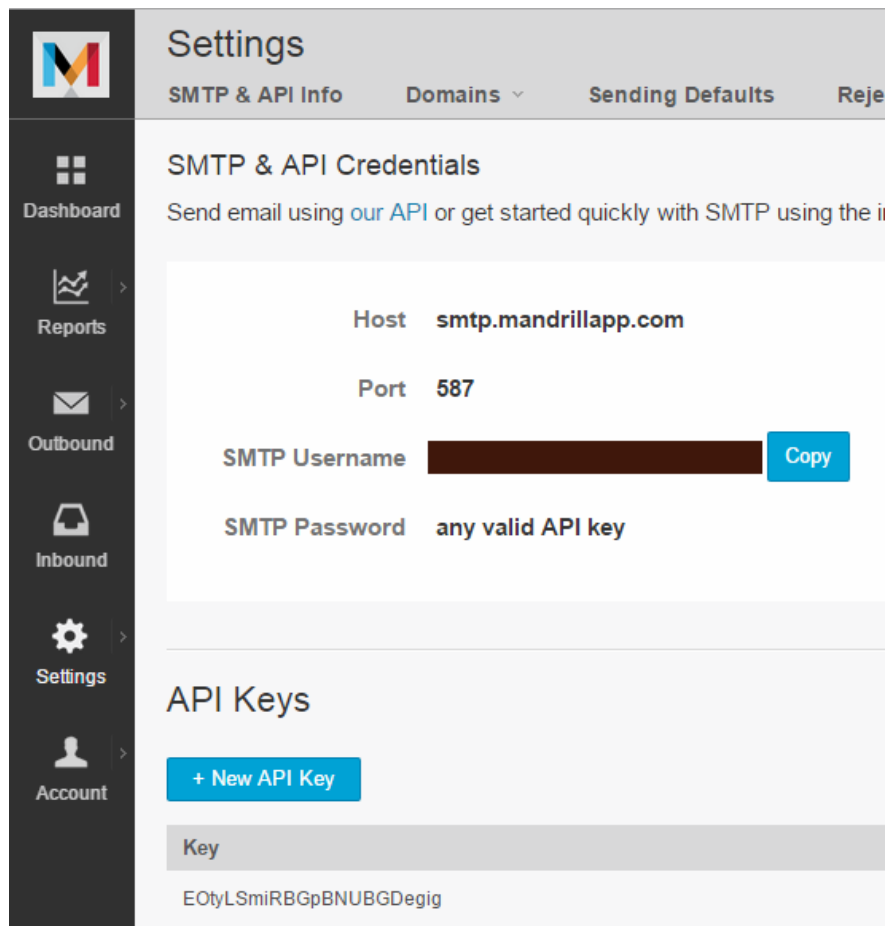 Settings
SMTP & API Info Domains Sending Defaults Reje
SMTP & API Credentials
Send email using our API or get started quickly with SMTP using the i
Dashboard
Reports
Outbound
Inbound
Settings
Account
Host smtp.mandrillapp.com
Port 587
SMTP Username Copy
SMTP Password any valid API key
API Keys
+ New API Key
Key
EOtyLSmiRBGpBNUBGDegig